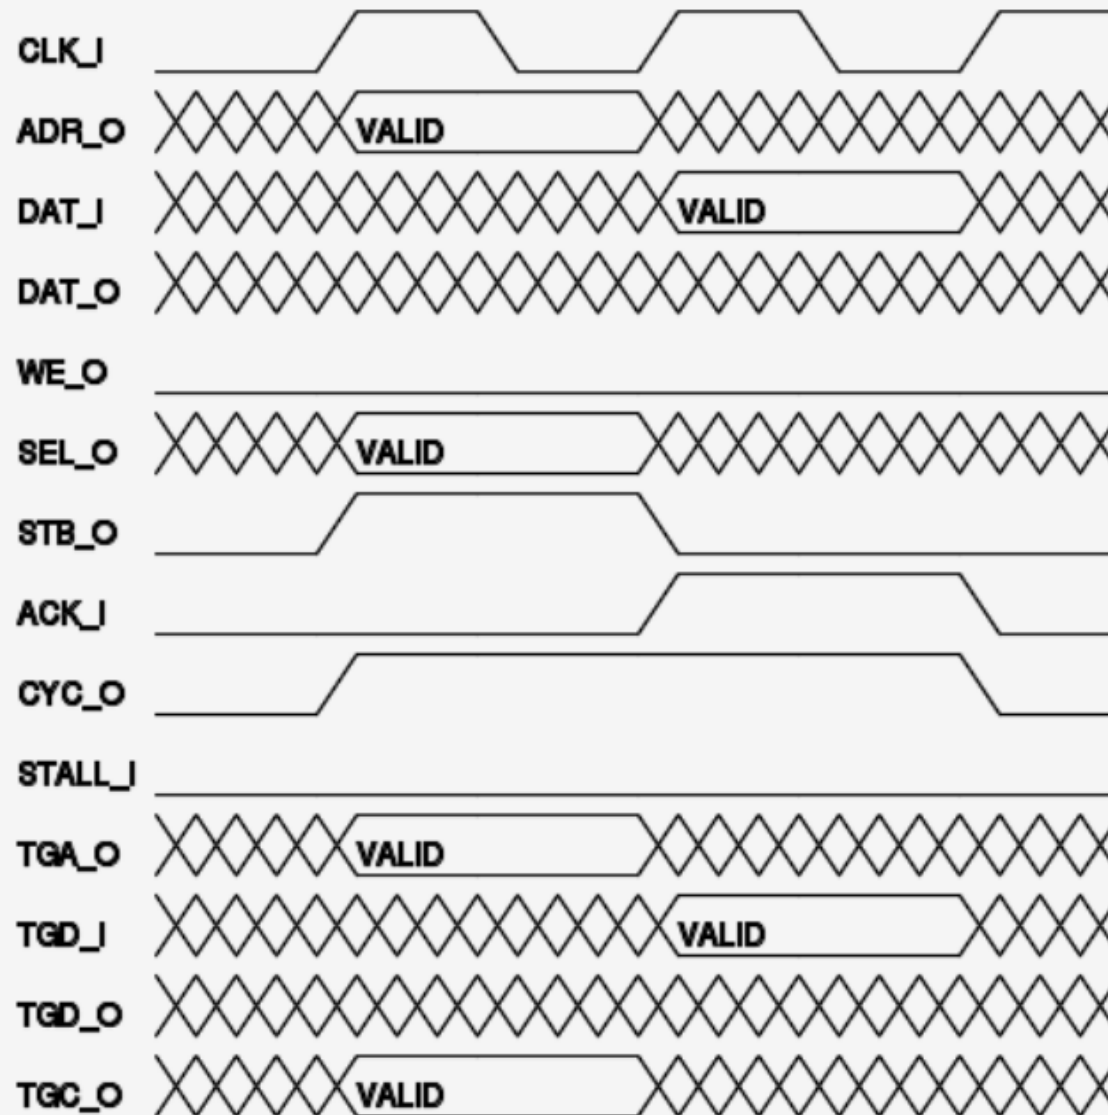 CLK_I
ADR_O VALID
DAT_I VALID
DAT_O
WE_O
SEL_O VALID
STB_O
ACK_I
CYC_O
STALL_I
TGA_O VALID
TGD_I VALID
TGD_O
TGC_O VALID